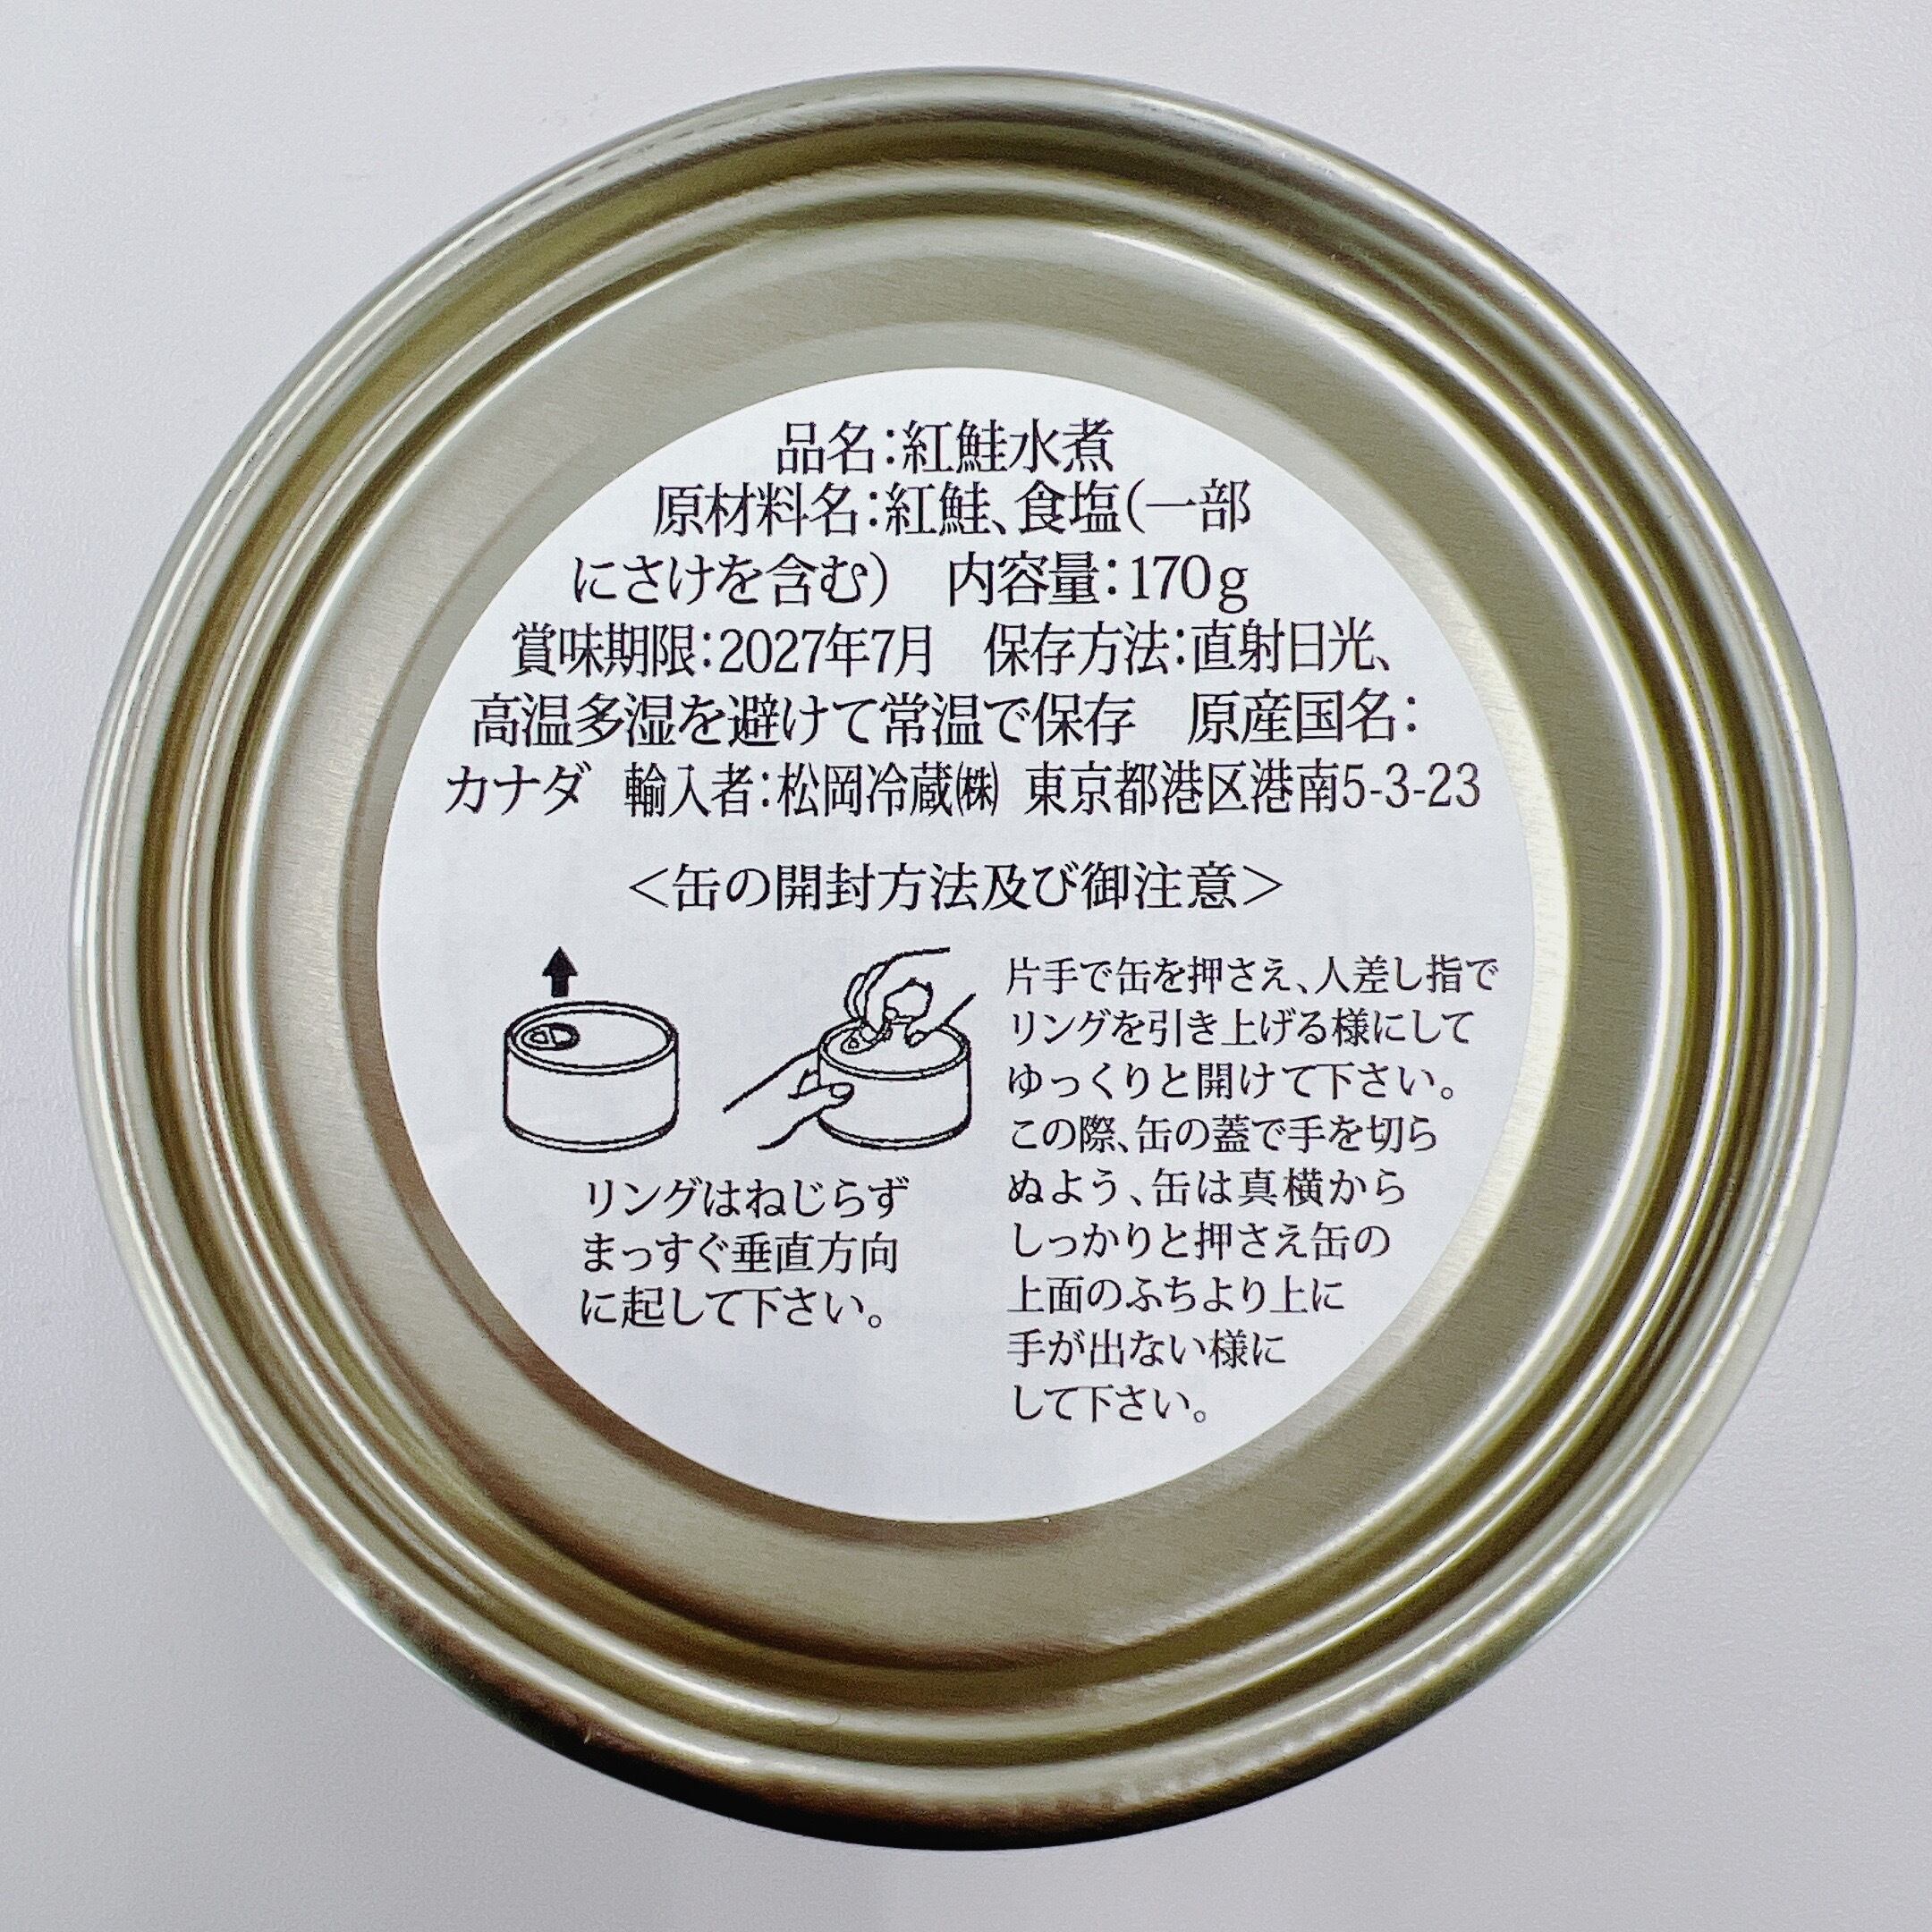 品名：紅鮭水煮
原材料名：紅鮭、食塩（一部
にさけを含む）　内容量：170g
賞味期限：2027年7月　保存方法：直射日光、
高温多湿を避けて常温で保存　原産国名：
カナダ　輸入者：松岡冷蔵㈱ 東京都港区港南5-3-23
＜缶の開封方法及び御注意＞
リングはねじらず
まっすぐ垂直方向
に起して下さい。
片手で缶を押さえ、人差し指で
リングを引き上げる様にして
ゆっくりと開けて下さい。
この際、缶の蓋で手を切ら
ぬよう、缶は真横から
しっかりと押さえ缶の
上面のふちより上に
手が出ない様に
して下さい。